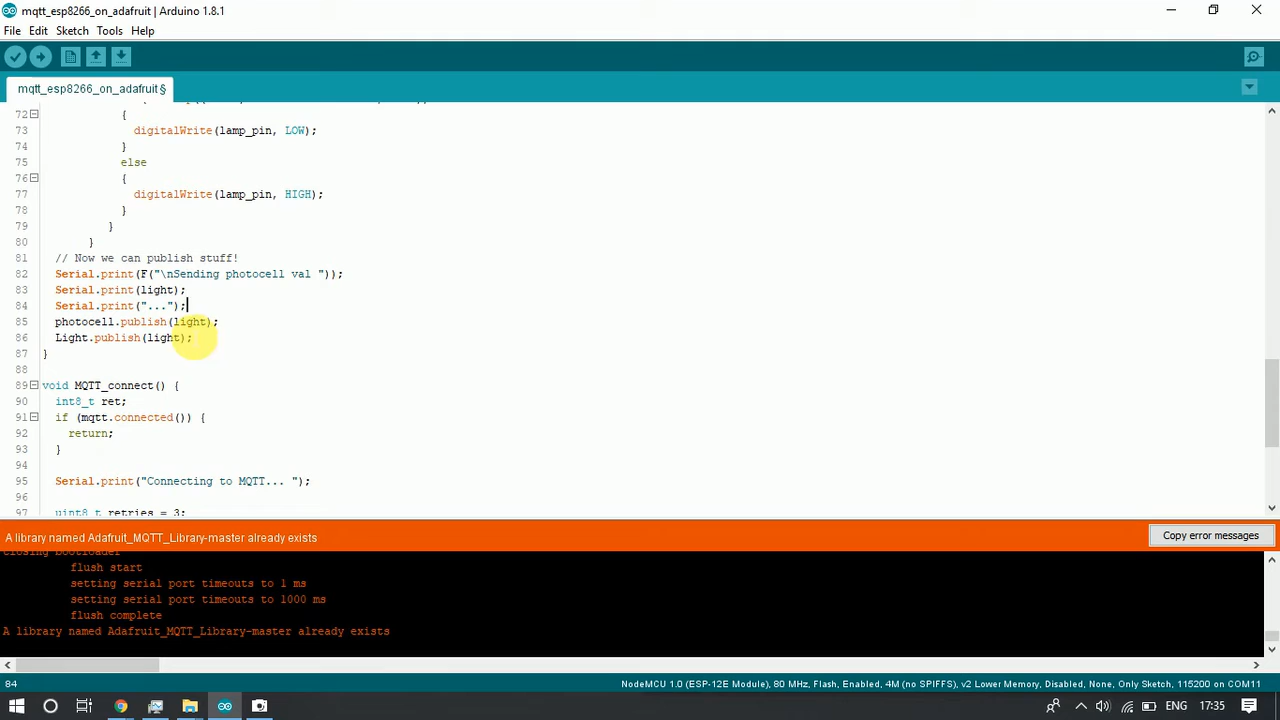 mqtt_esp8266_on_adafruit | Arduino 1.8.1
File Edit Sketch Tools Help
mqtt_esp8266_on_adafruit §
72 {
73 digitalWrite(lamp_pin, LOW);
74 }
75 else
76 {
77 digitalWrite(lamp_pin, HIGH);
78 }
79 }
80 }
81 // Now we can publish stuff!
82 Serial.print(F("\nSending photocell val "));
83 Serial.print(light);
84 Serial.print("...");
85 photocell.publish(light);
86 Light.publish(light);
87 }
88
89 void MQTT_connect() {
90 int8_t ret;
91 if (mqtt.connected()) {
92 return;
93 }
94
95 Serial.print("Connecting to MQTT... ");
96
97 uint8_t retries = 3;
A library named Adafruit_MQTT_Library-master already exists
Copy error messages
closing bootloader
flush start
setting serial port timeouts to 1 ms
setting serial port timeouts to 1000 ms
flush complete
A library named Adafruit_MQTT_Library-master already exists
84
NodeMCU 1.0 (ESP-12E Module), 80 MHz, Flash, Enabled, 4M (no SPIFFS), v2 Lower Memory, Disabled, None, Only Sketch, 115200 on COM11
ENG 17:35